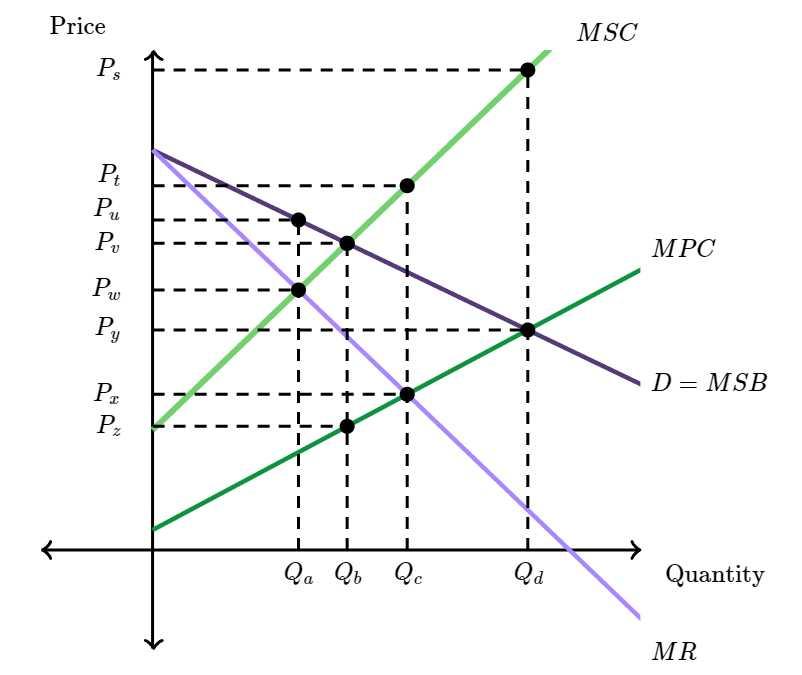 Price
MSC
P_s
P_t
P_u
P_v
MPC
P_w
P_y
D = MSB
P_x
P_z
Q_a Q_b Q_c Q_d
Quantity
MR